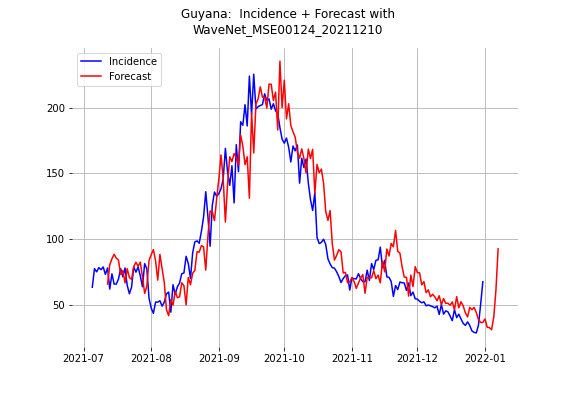 Guyana:  Incidence + Forecast with
WaveNet_MSE00124_20211210
Incidence
Forecast
200
150
100
50
2021-07
2021-08
2021-09
2021-10
2021-11
2021-12
2022-01